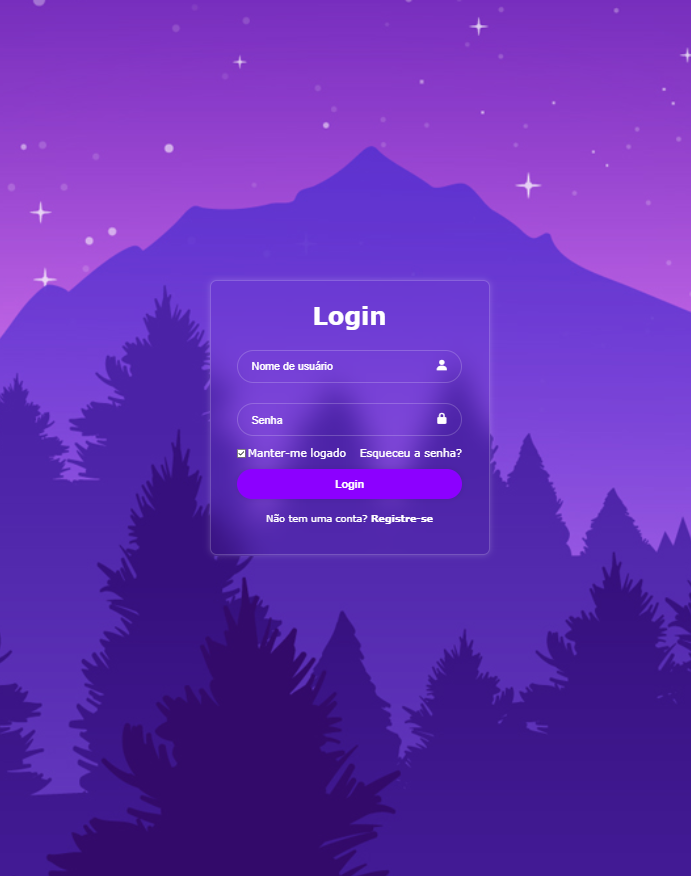 Login
Nome de usuário
Senha
Manter-me logado Esqueceu a senha?
Login
Não tem uma conta? Registre-se